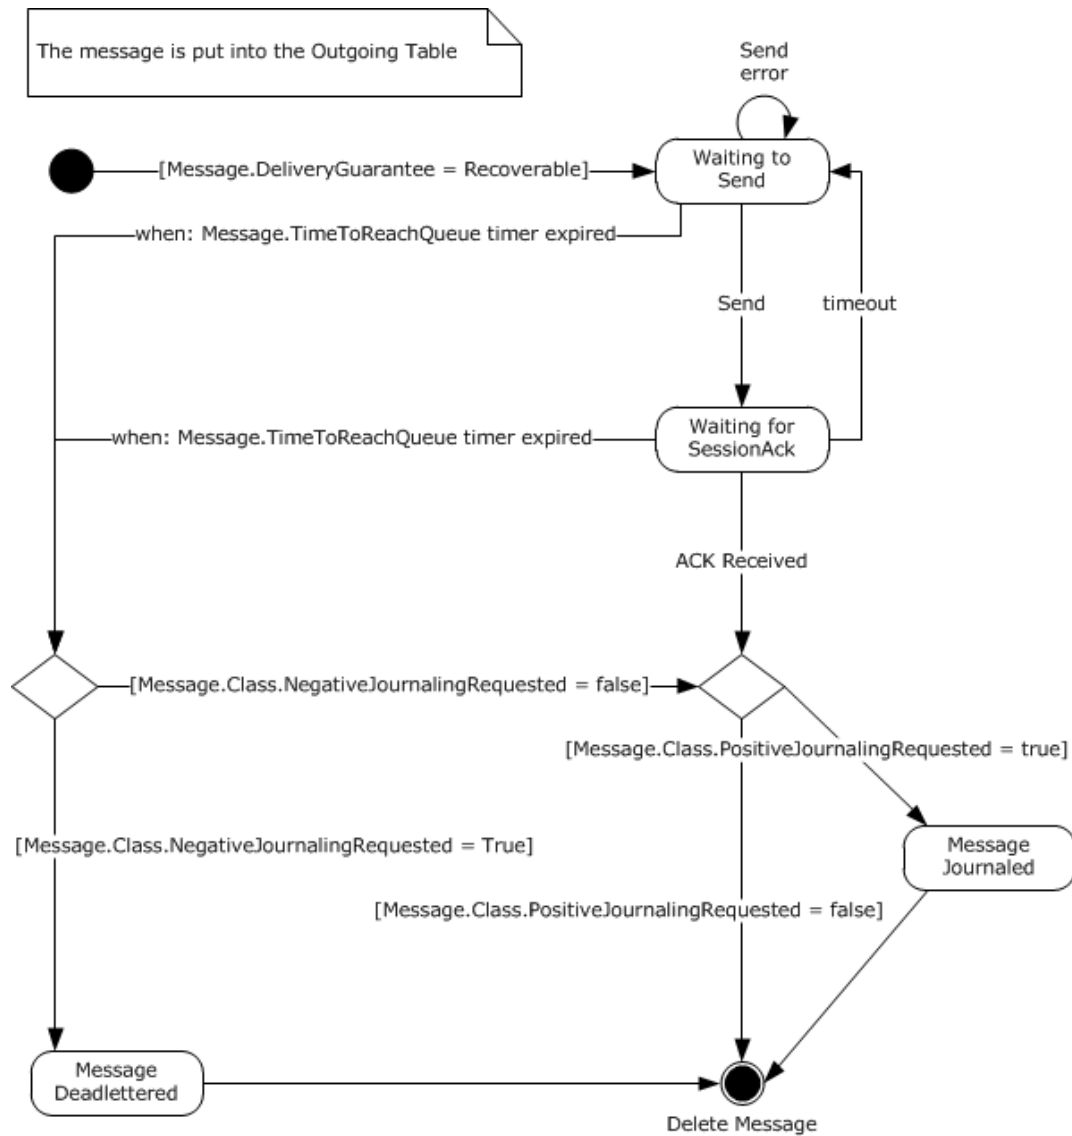 The message is put into the Outgoing Table
Send
error
Waiting to
Send
[Message.DeliveryGuarantee = Recoverable]
when: Message.TimeToReachQueue timer expired
Send
timeout
Waiting for
SessionAck
when: Message.TimeToReachQueue timer expired
ACK Received
[Message.Class.NegativeJournalingRequested = false]
[Message.Class.PositiveJournalingRequested = true]
[Message.Class.NegativeJournalingRequested = True]
Message
Journaled
[Message.Class.PositiveJournalingRequested = false]
Message
Deadlettered
Delete Message